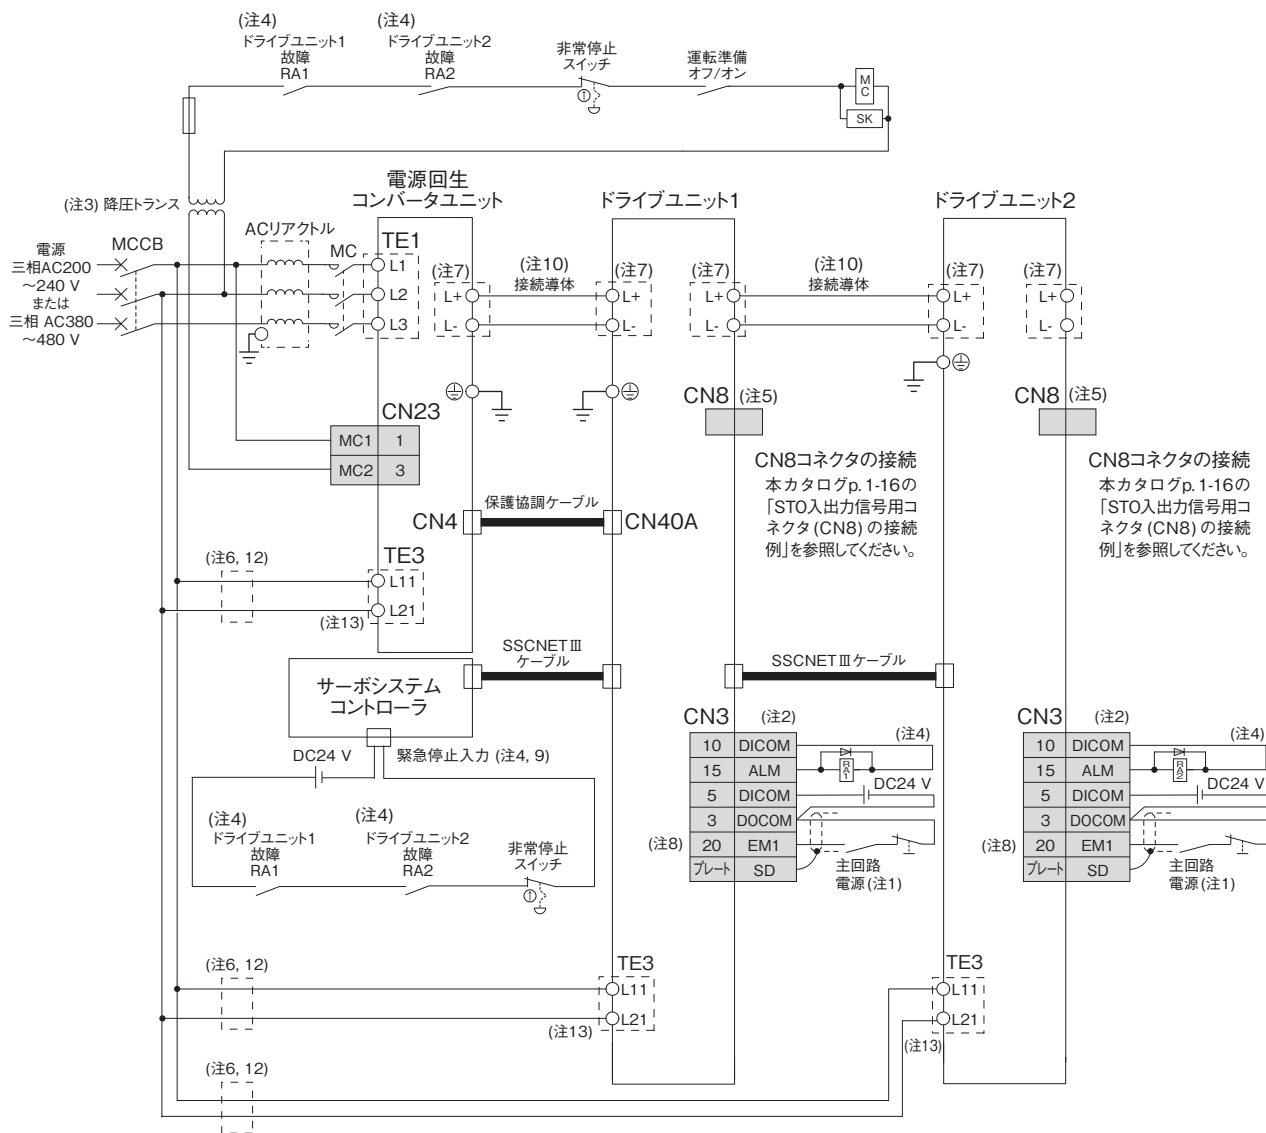 (注4)
ドライブユニット1
故障
RA1
(注4)
ドライブユニット2
故障
RA2
非常停止
スイッチ
運転準備
オフ/オン
MC
SK
(注3) 降圧トランス
電源回生
コンバータユニット
ドライブユニット1
ドライブユニット2
電源
三相AC200
～240 V
または
三相 AC380
～480 V
MCCB
ACリアクトル
MC
TE1
L1
L2
L3
(注7)
L+
L-
(注10)
接続導体
(注7)
L+
L-
(注7)
L+
L-
(注10)
接続導体
(注7)
L+
L-
(注7)
L+
L-
CN23
MC1 1
MC2 3
CN8 (注5)
CN8コネクタの接続
本カタログp.1-16の
「STO入出力信号用コ
ネクタ(CN8)の接続
例」を参照してください。
CN8 (注5)
CN8コネクタの接続
本カタログp.1-16の
「STO入出力信号用コ
ネクタ(CN8)の接続
例」を参照してください。
CN4
保護協調ケーブル
CN40A
(注6, 12)
TE3
L11
L21
(注13)
サーボシステム
コントローラ
SSCNETⅢ
ケーブル
SSCNETⅢケーブル
DC24 V
緊急停止入力 (注4, 9)
(注4)
ドライブユニット1
故障
RA1
(注4)
ドライブユニット2
故障
RA2
非常停止
スイッチ
CN3 (注2)
10 DICOM
15 ALM
5 DICOM
3 DOCOM
(注8) 20 EM1
プレート SD
(注4)
RA1
DC24 V
主回路
電源(注1)
CN3 (注2)
10 DICOM
15 ALM
5 DICOM
3 DOCOM
(注8) 20 EM1
プレート SD
(注4)
RA2
DC24 V
主回路
電源(注1)
(注6, 12)
TE3
L11
L21
(注13)
TE3
L11
L21
(注13)
(注6, 12)